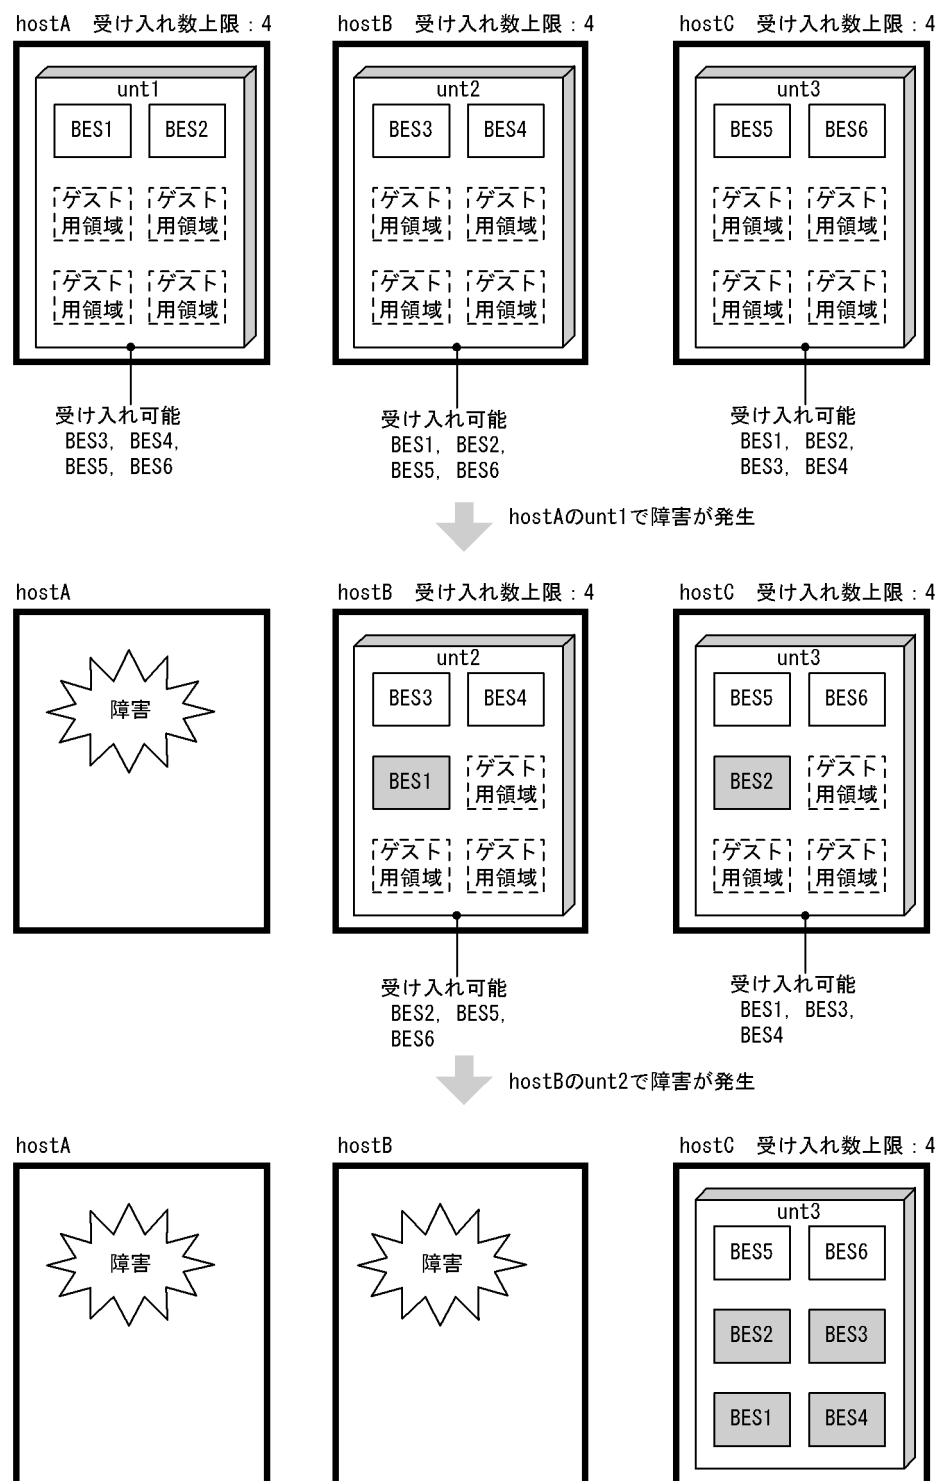 hostA　受け入れ数上限：4
hostB　受け入れ数上限：4
hostC　受け入れ数上限：4
unt1
BES1
BES2
ゲスト
用領域
ゲスト
用領域
ゲスト
用領域
ゲスト
用領域
unt2
BES3
BES4
ゲスト
用領域
ゲスト
用領域
ゲスト
用領域
ゲスト
用領域
unt3
BES5
BES6
ゲスト
用領域
ゲスト
用領域
ゲスト
用領域
ゲスト
用領域
受け入れ可能
BES3, BES4,
BES5, BES6
受け入れ可能
BES1, BES2,
BES5, BES6
受け入れ可能
BES1, BES2,
BES3, BES4
hostAのunt1で障害が発生
hostA
hostB　受け入れ数上限：4
hostC　受け入れ数上限：4
障害
unt2
BES3
BES4
BES1
ゲスト
用領域
ゲスト
用領域
ゲスト
用領域
unt3
BES5
BES6
BES2
ゲスト
用領域
ゲスト
用領域
ゲスト
用領域
受け入れ可能
BES2, BES5,
BES6
受け入れ可能
BES1, BES3,
BES4
hostBのunt2で障害が発生
hostA
hostB
hostC　受け入れ数上限：4
障害
障害
unt3
BES5
BES6
BES2
BES3
BES1
BES4